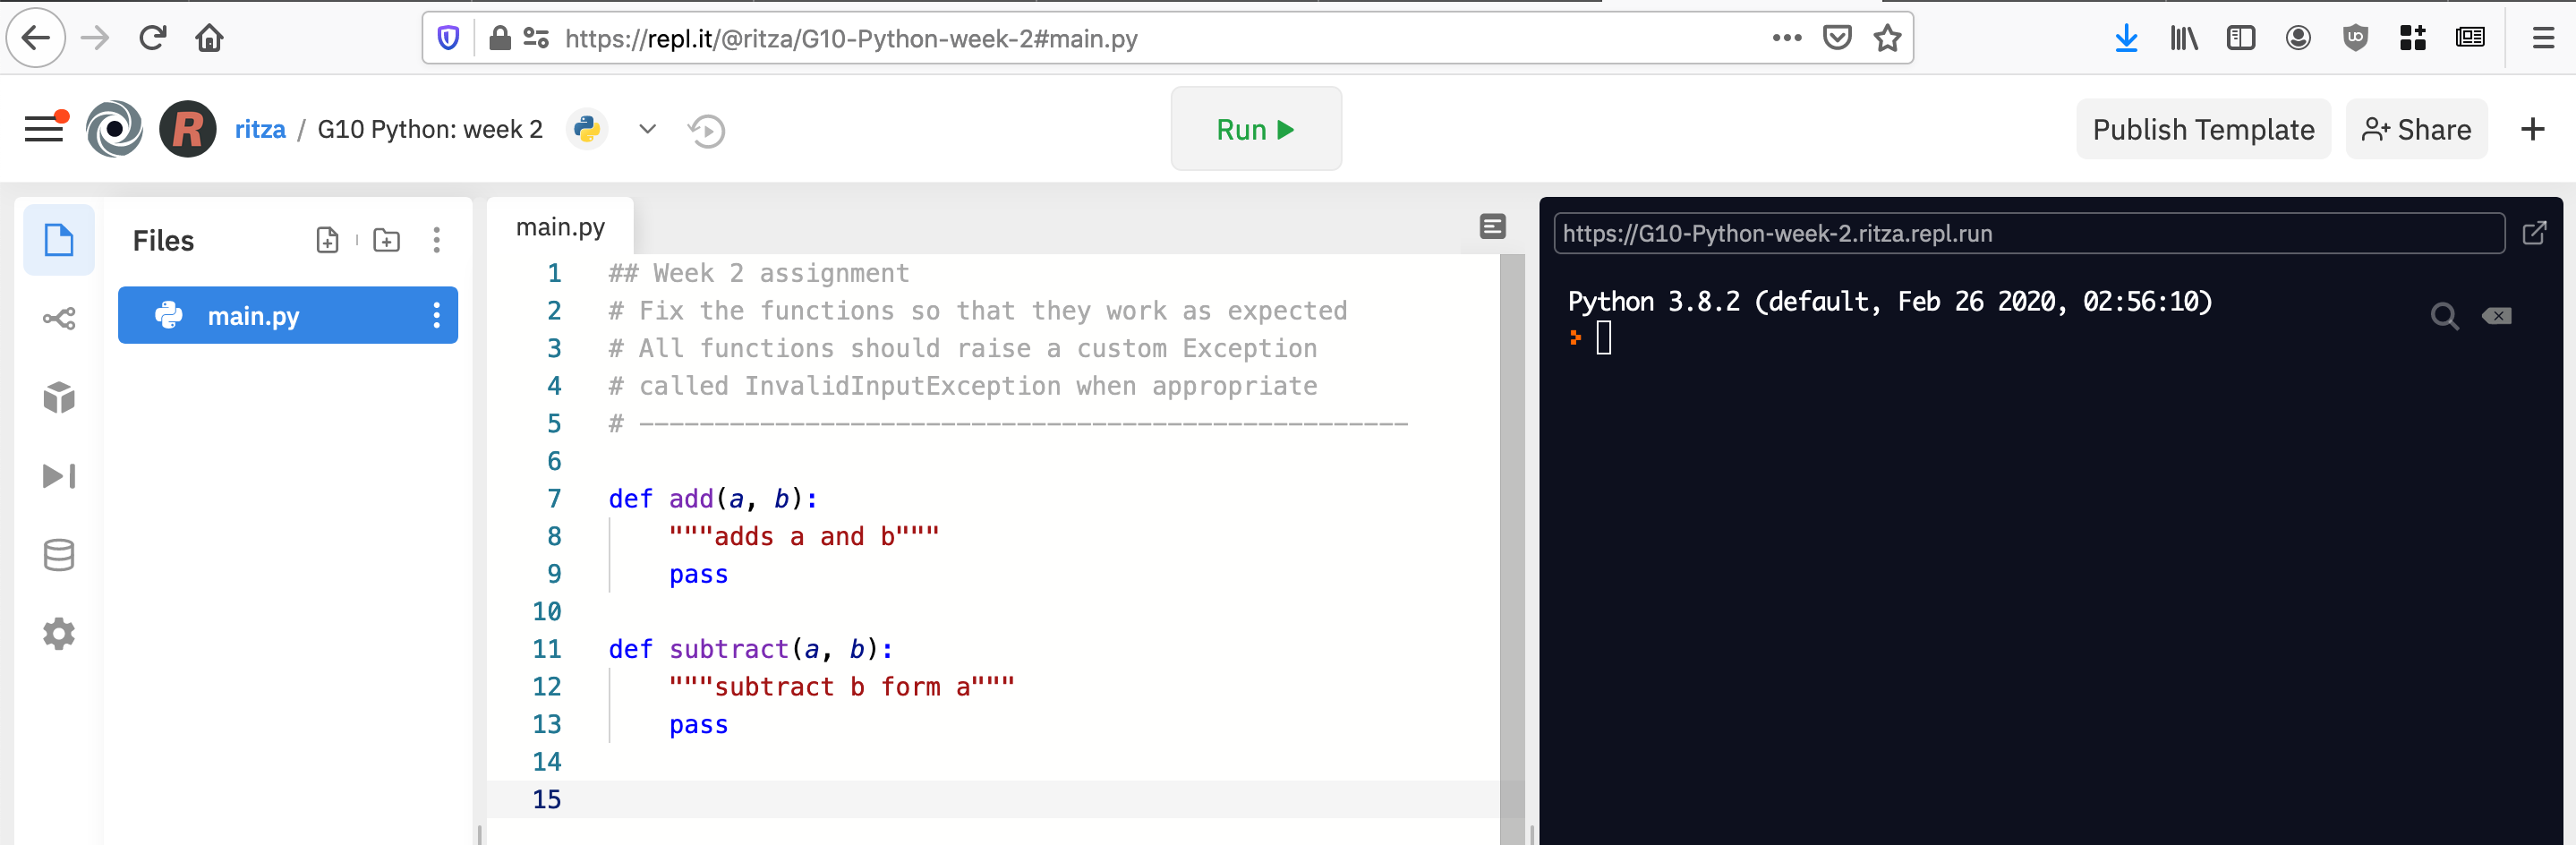 https://repl.it/@ritza/G10-Python-week-2#main.py
R ritza / G10 Python: week 2
Run
Publish Template
Share
Files
main.py
main.py
https://G10-Python-week-2.ritza.repl.run
Python 3.8.2 (default, Feb 26 2020, 02:56:10)
1 ## Week 2 assignment
2 # Fix the functions so that they work as expected
3 # All functions should raise a custom Exception
4 # called InvalidInputException when appropriate
5 # ---------------------------------------------------
6
7 def add(a, b):
8 """adds a and b"""
9 pass
10
11 def subtract(a, b):
12 """subtract b form a"""
13 pass
14
15